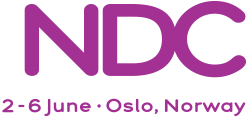 NDC
2-6 June · Oslo, Norway